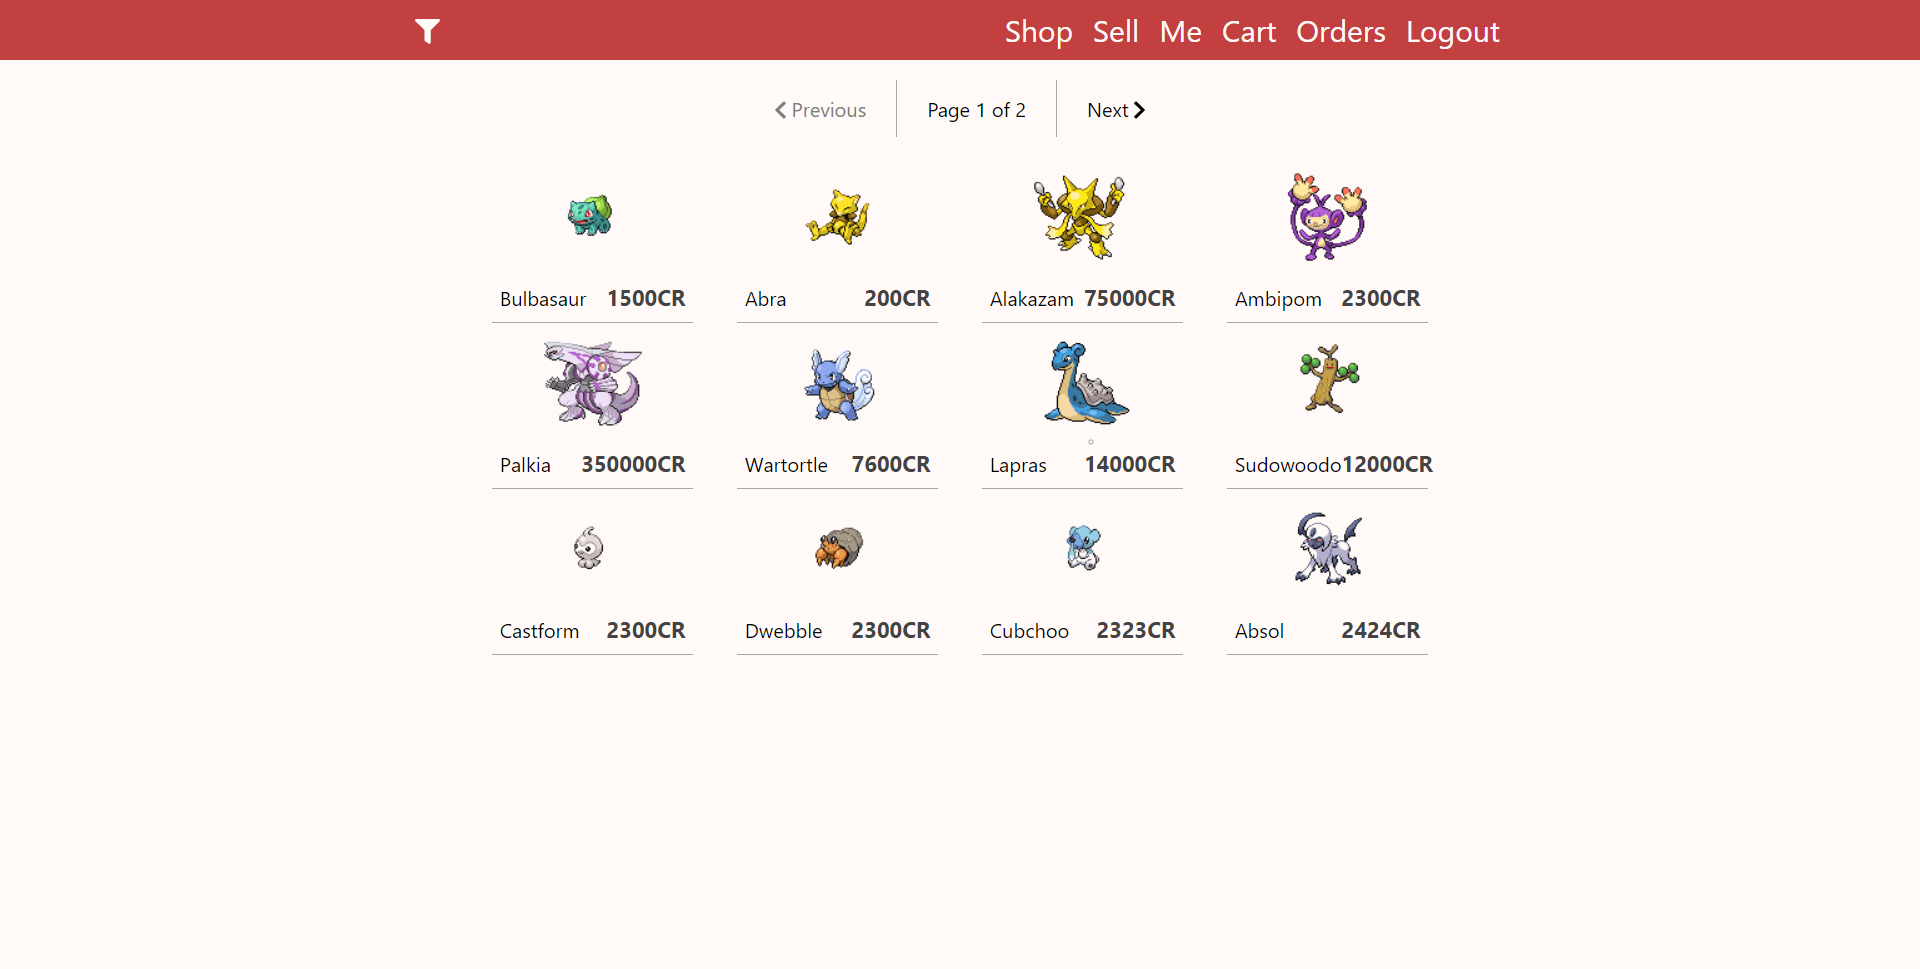 Shop Sell Me Cart Orders Logout
Previous Page 1 of 2 Next
Bulbasaur 1500CR Abra 200CR Alakazam 75000CR Ambipom 2300CR
Palkia 350000CR Wartortle 7600CR Lapras 14000CR Sudowoodo12000CR
Castform 2300CR Dwebble 2300CR Cubchoo 2323CR Absol 2424CR